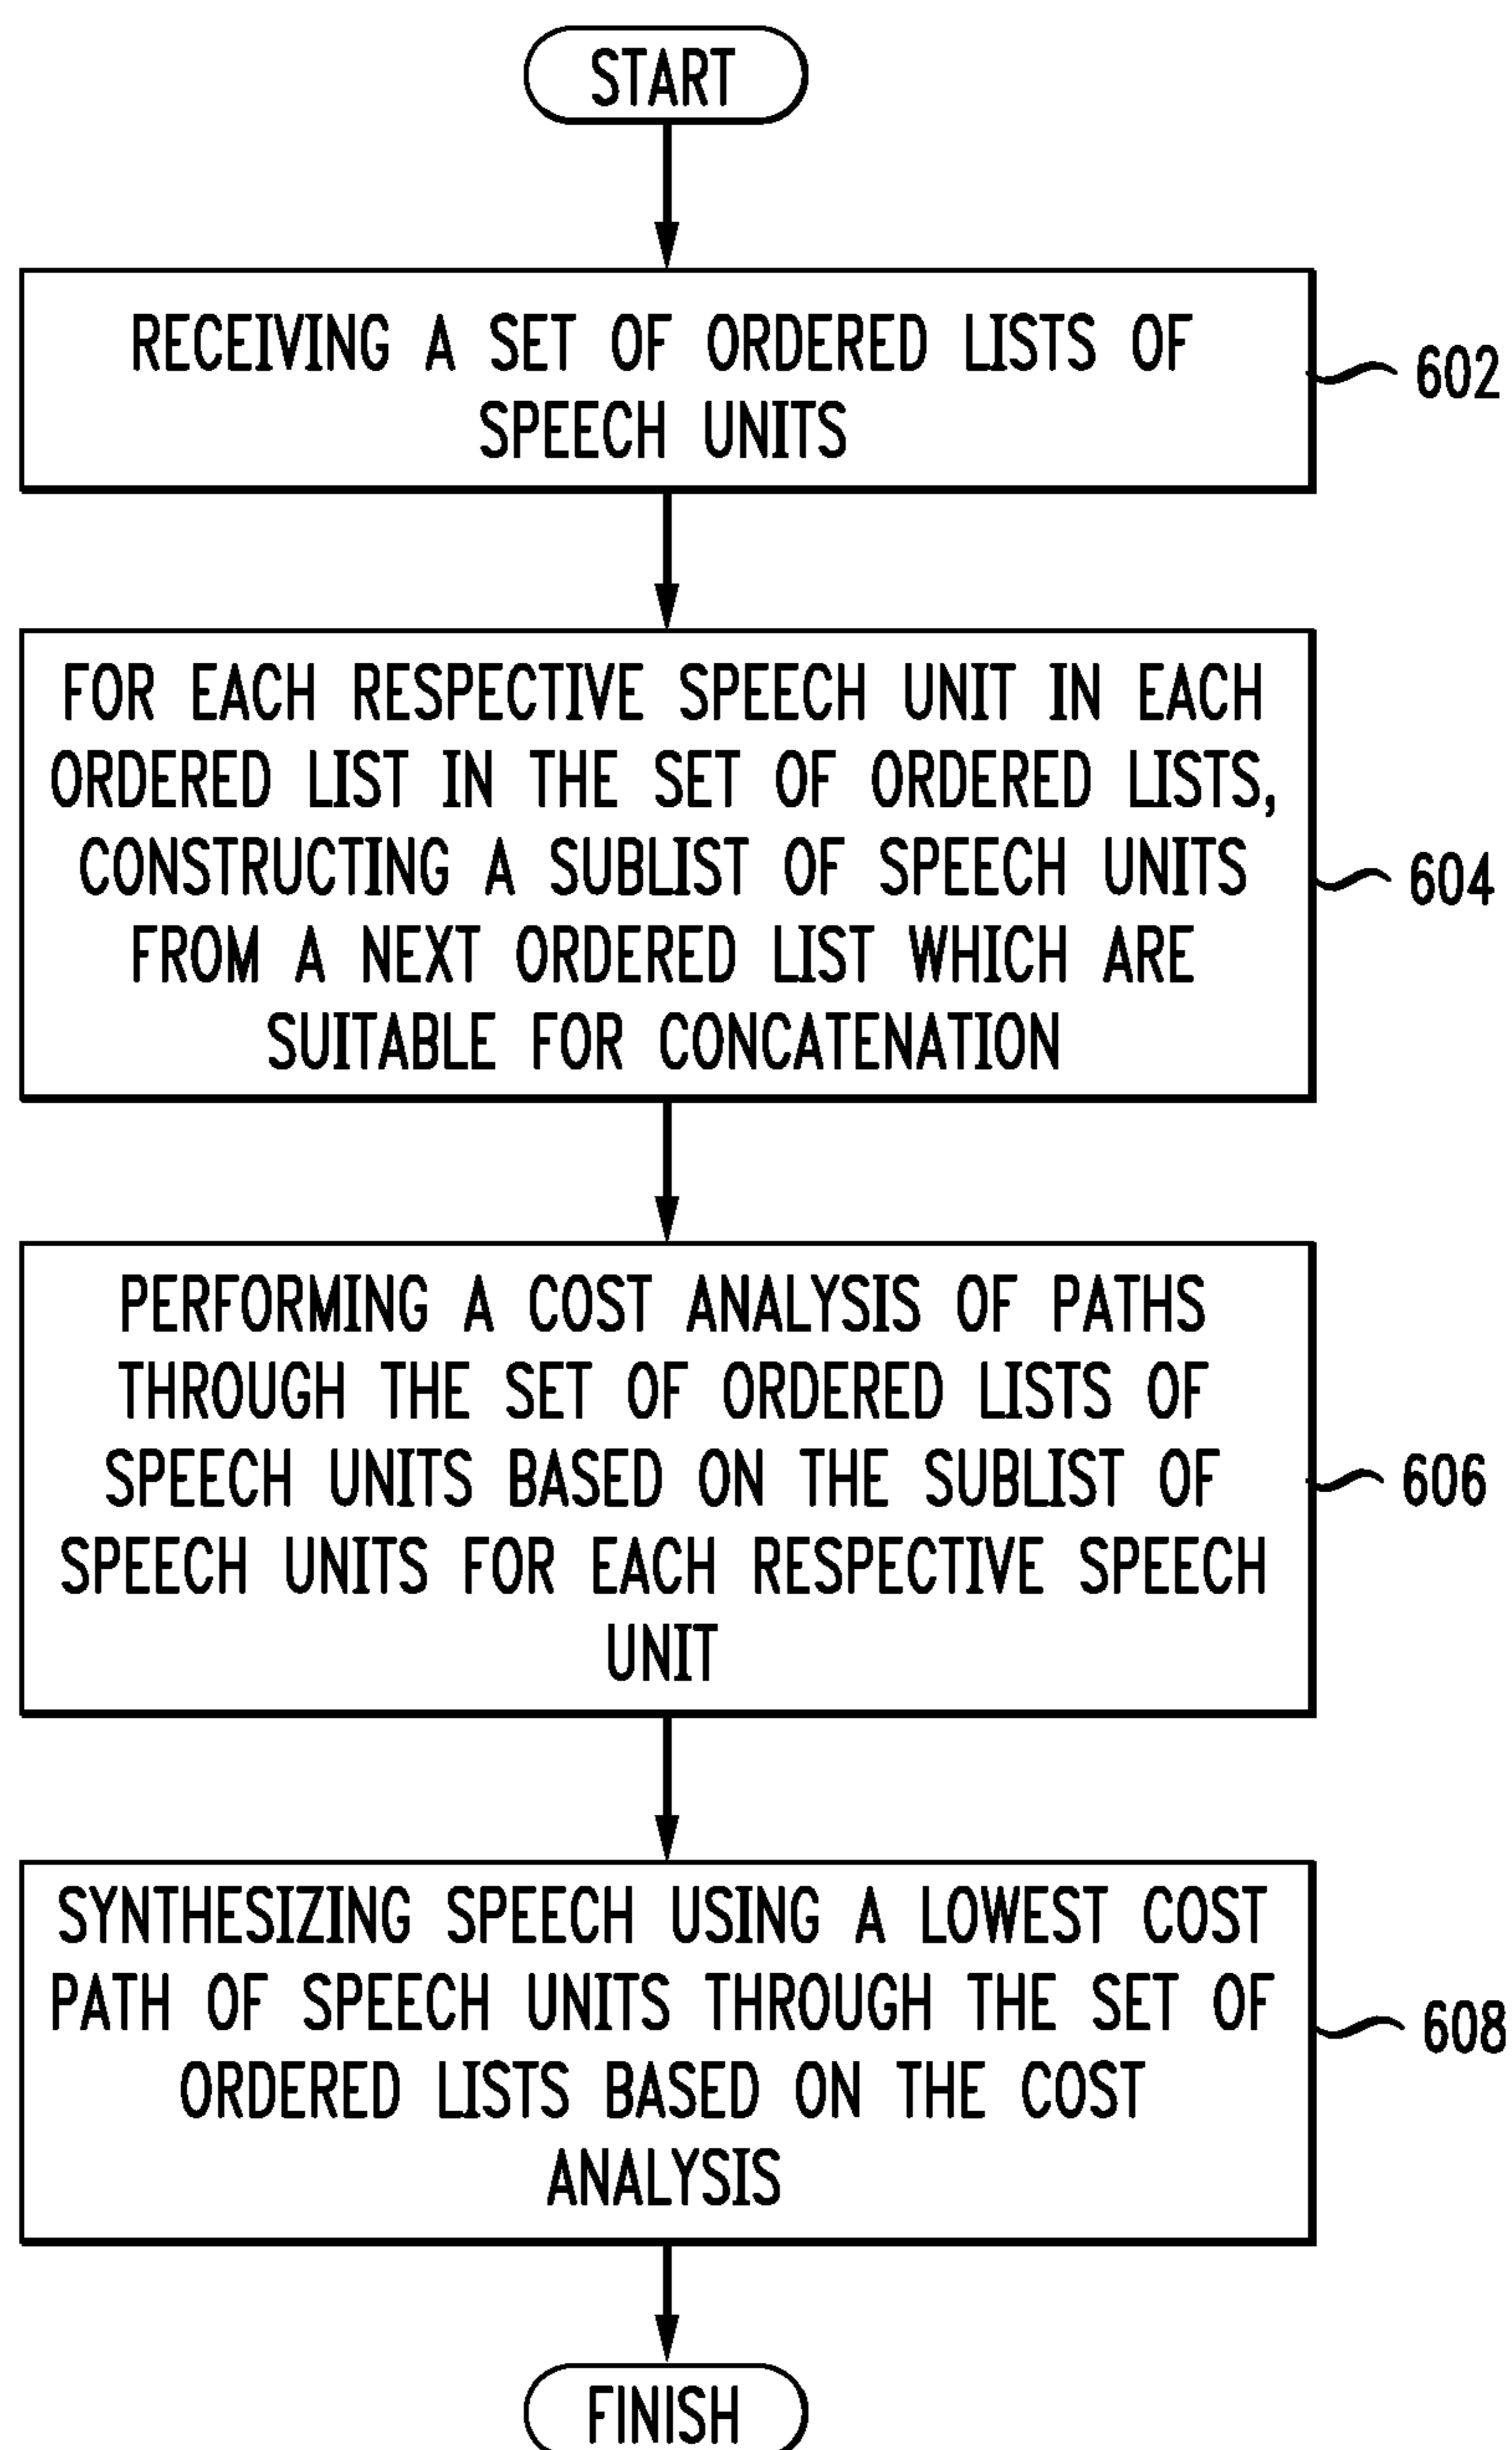 START
RECEIVING A SET OF ORDERED LISTS OF
SPEECH UNITS
602
FOR EACH RESPECTIVE SPEECH UNIT IN EACH
ORDERED LIST IN THE SET OF ORDERED LISTS,
CONSTRUCTING A SUBLIST OF SPEECH UNITS
FROM A NEXT ORDERED LIST WHICH ARE
SUITABLE FOR CONCATENATION
604
PERFORMING A COST ANALYSIS OF PATHS
THROUGH THE SET OF ORDERED LISTS OF
SPEECH UNITS BASED ON THE SUBLIST OF
SPEECH UNITS FOR EACH RESPECTIVE SPEECH
UNIT
606
SYNTHESIZING SPEECH USING A LOWEST COST
PATH OF SPEECH UNITS THROUGH THE SET OF
ORDERED LISTS BASED ON THE COST
ANALYSIS
608
FINISH